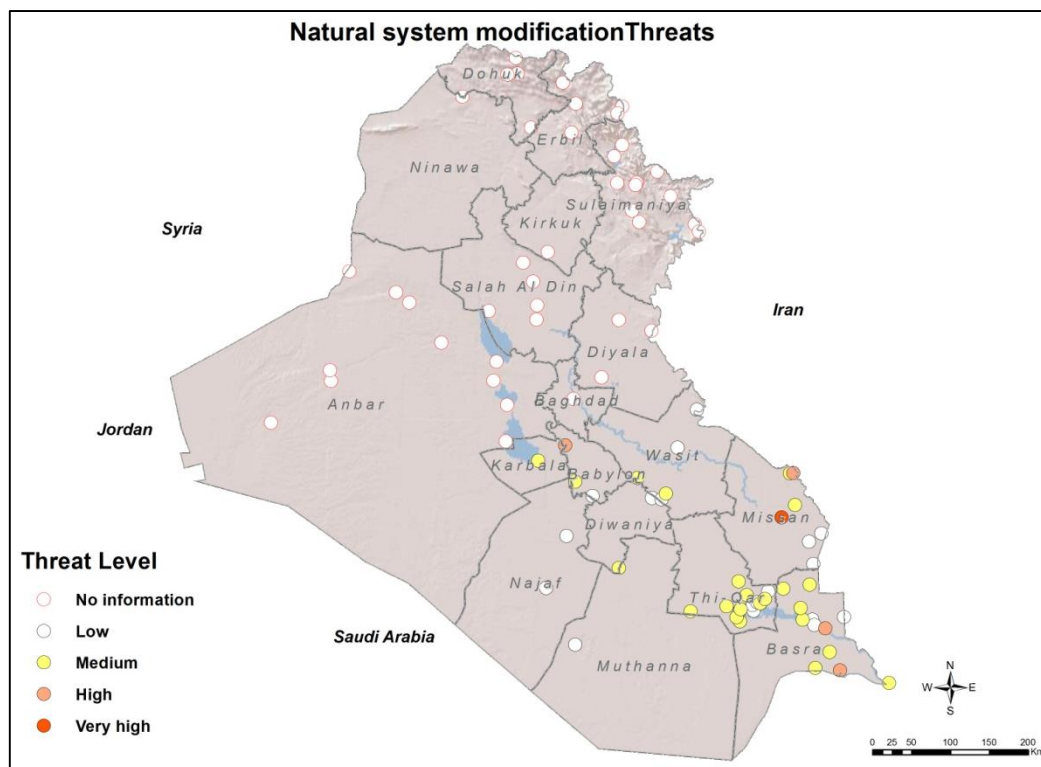 Natural system modificationThreats
Dohuk
Erbil
Ninawa
Sulaimaniya
Kirkuk
Syria
Salah Al Din
Iran
Diyala
Anbar
Baghdad
Jordan
Karbala
Wasit
Babylon
Missan
Diwaniya
Najaf
Thi-Qar
Saudi Arabia
Basra
Muthanna
Threat Level
No information
Low
Medium
High
Very high
N
W E
S
0 25 50 100 150 200
Km